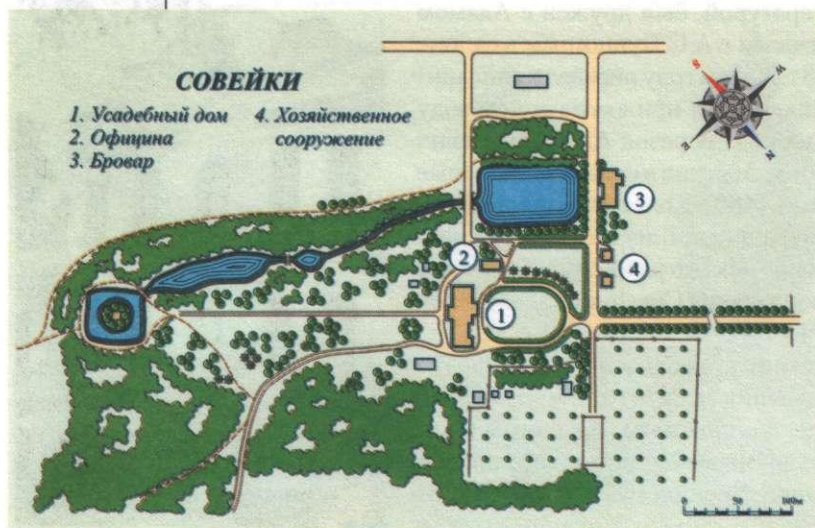 СОВЕЙКИ
1. Усадебный дом
2. Официна
3. Бровар
4. Хозяйственное
сооружение
S
W
E
N
3
2
4
1
0 50 100м